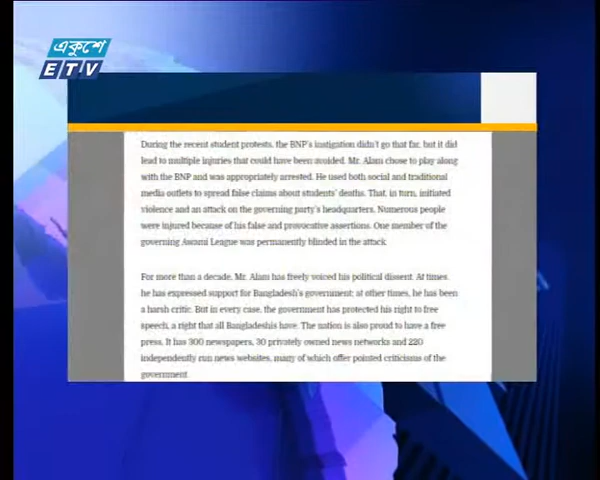 একুশে
ETV
During the recent student protests, the BNP's instigation didn't go that far, but it did
lead to multiple injuries that could have been avoided. Mr. Alam chose to play along
with the BNP and was appropriately arrested. He used both social and traditional
media outlets to spread false claims about students' deaths. That, in turn, initiated
violence and an attack on the governing party's headquarters. Numerous people
were injured because of his false and provocative assertions. One member of the
governing Awami League was permanently blinded in the attack.
For more than a decade, Mr. Alam has freely voiced his political dissent. At times,
he has expressed support for Bangladesh's government; at other times, he has been
a harsh critic. But in every case, the government has protected his right to free
speech, a right that all Bangladeshis have. The nation is also proud to have a free
press. It has 300 newspapers, 30 privately owned news networks and 220
independently run news websites, many of which offer pointed criticisms of the
government.